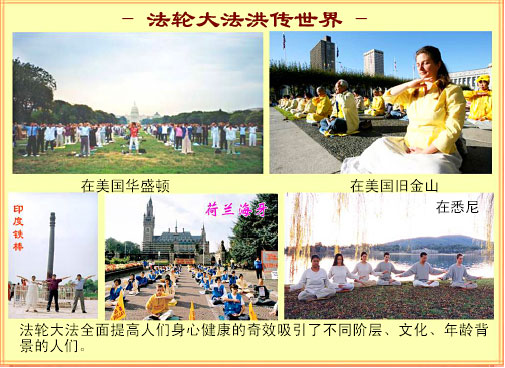 - 法轮大法洪传世界 -
在美国华盛顿
在美国旧金山
印度铁棒
荷兰海牙
在悉尼
法轮大法全面提高人们身心健康的奇效吸引了不同阶层、文化、年龄背
景的人们。